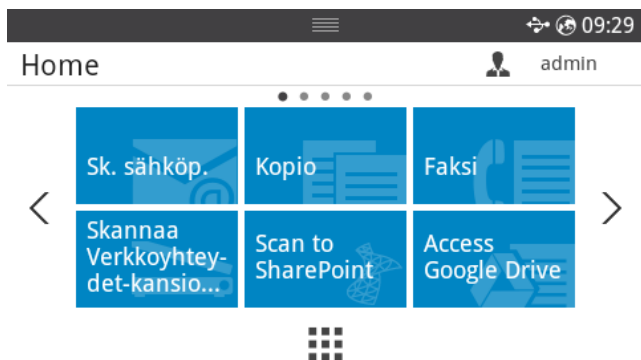 09:29
Home
admin
Sk. sähköp.
Kopio
Faksi
Skannaa
Verkkoyhtey-
det-kansio...
Scan to
SharePoint
Access
Google Drive